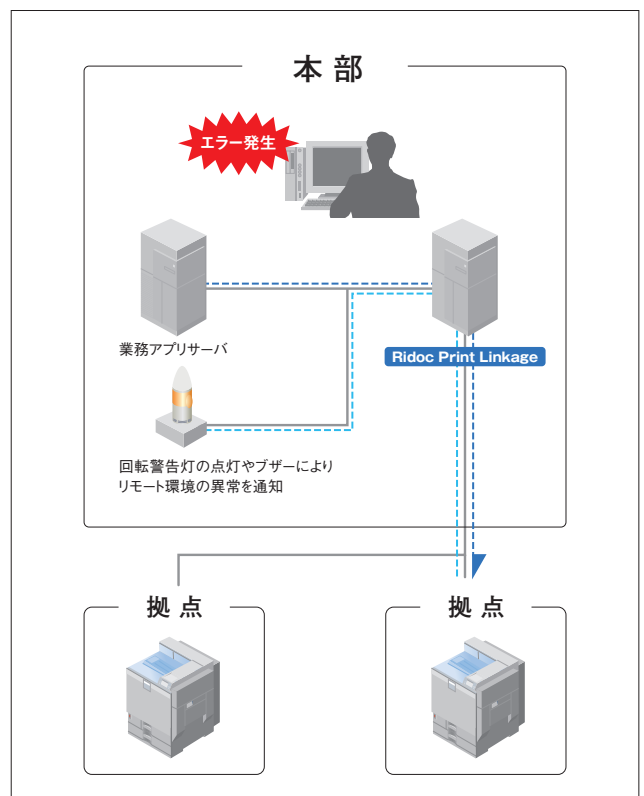 本部
エラー発生
業務アプリサーバ
Ridoc Print Linkage
回転警告灯の点灯やブザーにより
リモート環境の異常を通知
拠点
拠点